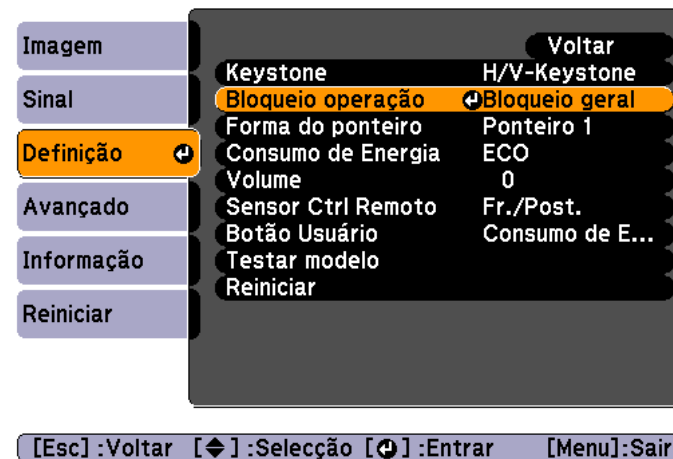 Imagem
Sinal
Definição
Avançado
Informação
Reiniciar
Voltar
Keystone H/V-Keystone
Bloqueio operação Bloqueio geral
Forma do ponteiro Ponteiro 1
Consumo de Energia ECO
Volume 0
Sensor Ctrl Remoto Fr./Post.
Botão Usuário Consumo de E...
Testar modelo
Reiniciar
[Esc] :Voltar [ ] :Selecção [ ] :Entrar [Menu]:Sair